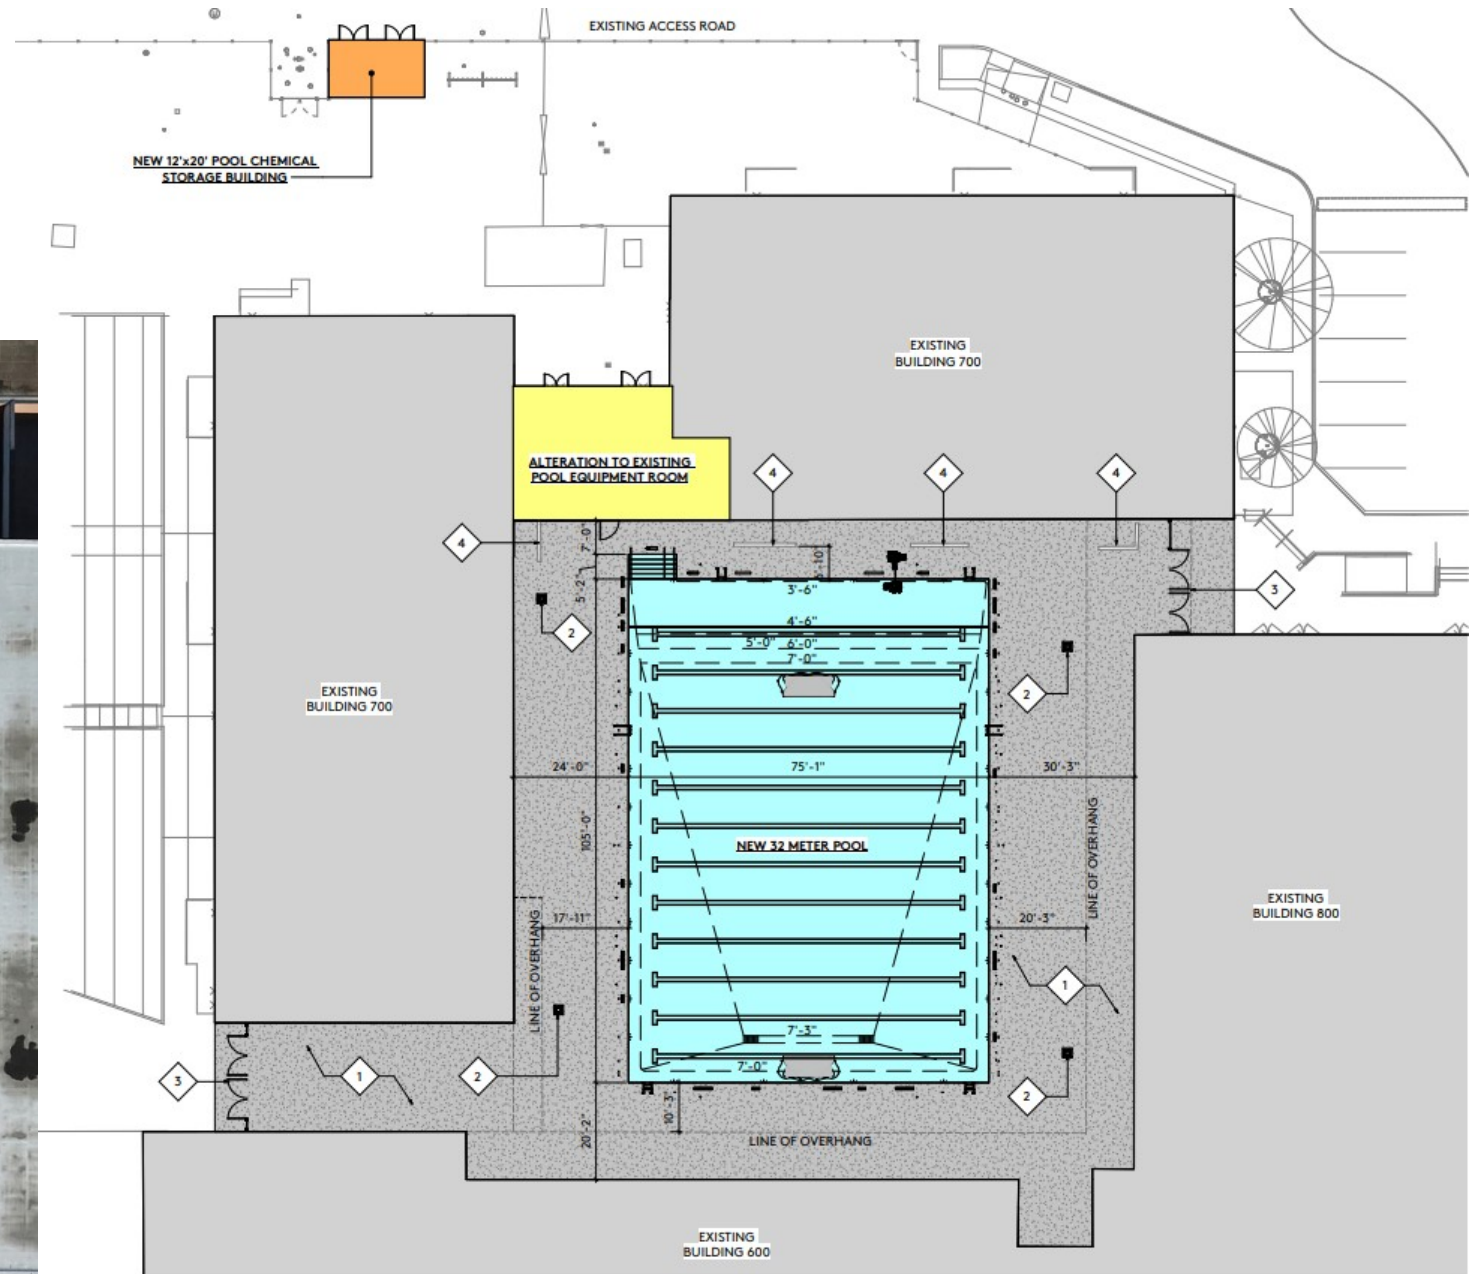 EXISTING ACCESS ROAD
NEW 12'x20' POOL CHEMICAL
STORAGE BUILDING
EXISTING
BUILDING 700
ALTERATION TO EXISTING
POOL EQUIPMENT ROOM
4
4
4
4
7'-0"
5'-2"
3'-6"
3
2
4'-6"
5'-0"
6'-0"
7'-0"
2
EXISTING
BUILDING 700
24'-0"
75'-1"
30'-3"
105'-0"
NEW 32 METER POOL
LINE OF OVERHANG
EXISTING
BUILDING 800
17'-11"
20'-3"
LINE OF OVERHANG
1
7'-3"
7'-0"
3
1
2
2
10'-3"
20'-2"
LINE OF OVERHANG
EXISTING
BUILDING 600